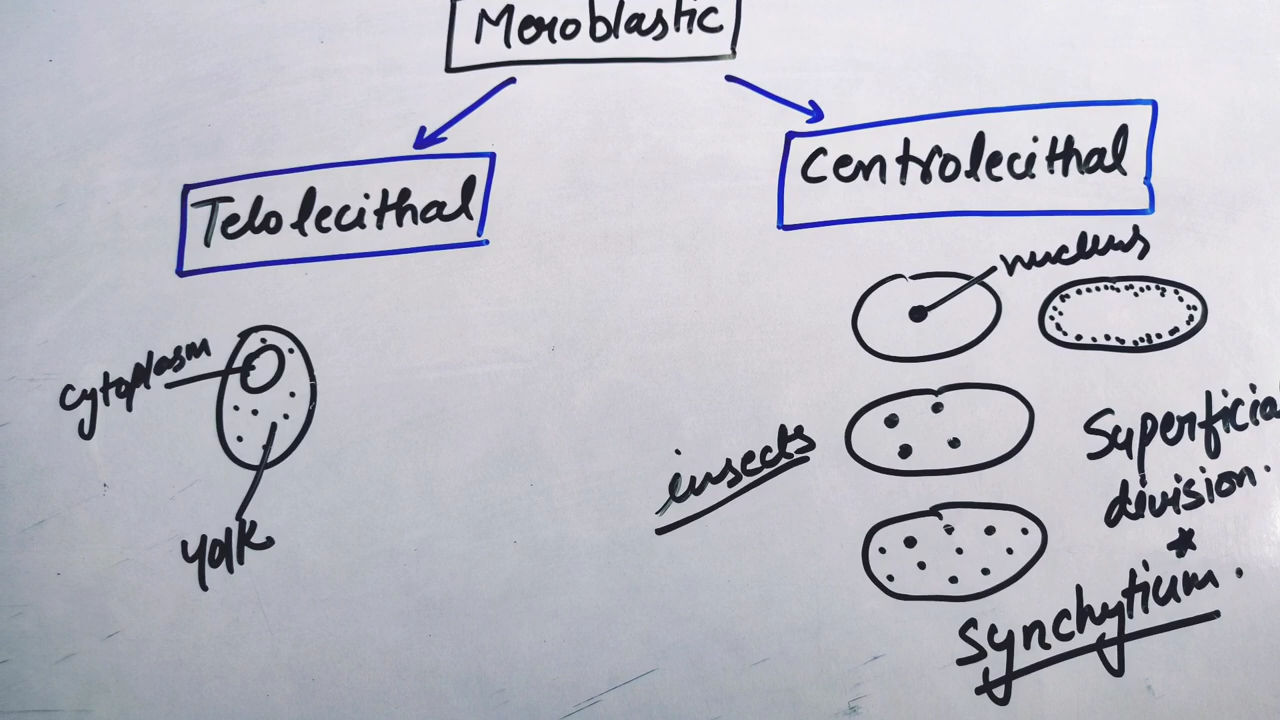 Meroblastic
Telolecithal
Centrolecithal
nucleus
cytoplasm
yolk
insects
Superficial
division.
*
Synchytium.